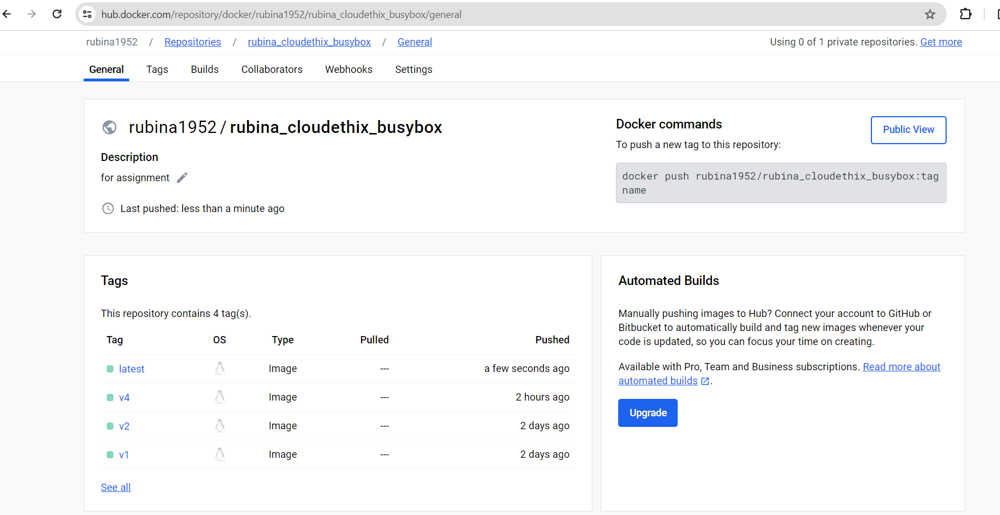 hub.docker.com/repository/docker/rubina1952/rubina_cloudethix_busybox/general
rubina1952 / Repositories / rubina_cloudethix_busybox / General
Using 0 of 1 private repositories. Get more
General Tags Builds Collaborators Webhooks Settings
rubina1952 / rubina_cloudethix_busybox
Description
for assignment
Last pushed: less than a minute ago
Docker commands
Public View
To push a new tag to this repository:
docker push rubina1952/rubina_cloudethix_busybox:tag
name
Tags
This repository contains 4 tag(s).
Tag OS Type Pulled Pushed
latest Image --- a few seconds ago
v4 Image --- 2 hours ago
v2 Image --- 2 days ago
v1 Image --- 2 days ago
See all
Automated Builds
Manually pushing images to Hub? Connect your account to GitHub or
Bitbucket to automatically build and tag new images whenever your
code is updated, so you can focus your time on creating.
Available with Pro, Team and Business subscriptions. Read more about
automated builds .
Upgrade